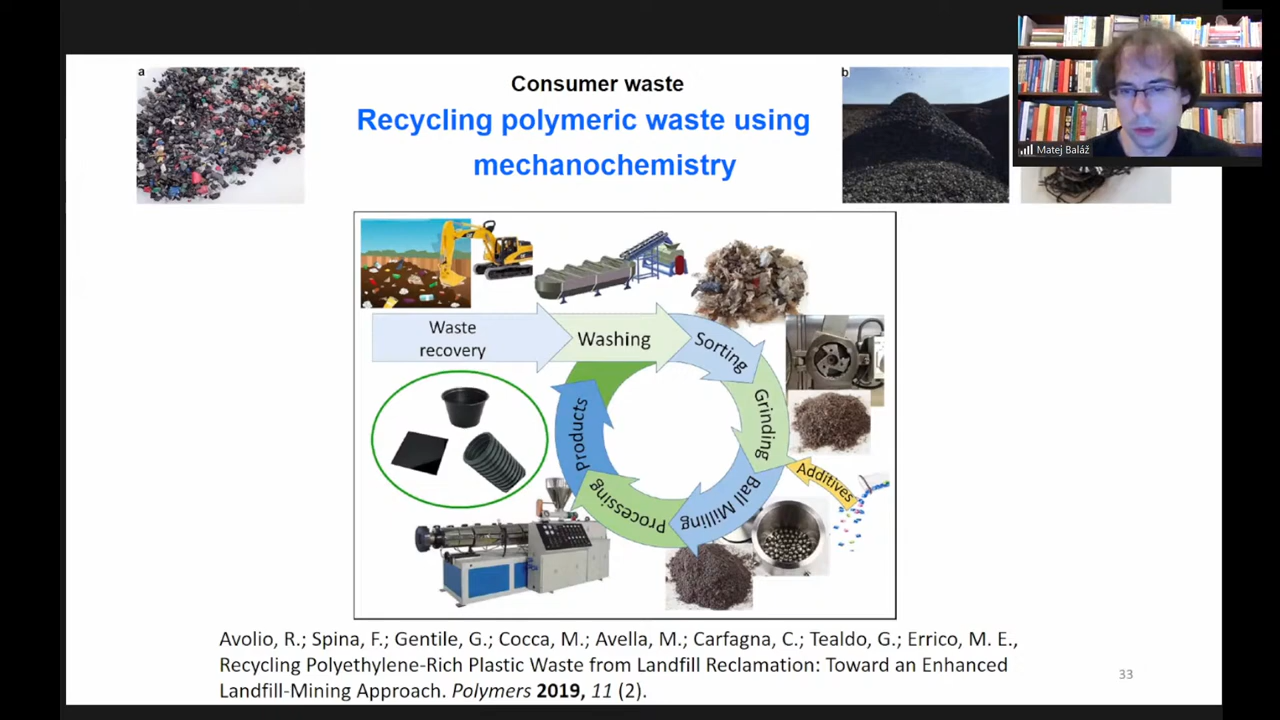 a
Consumer waste
b
Recycling polymeric waste using
mechanochemistry
Matej Baláž
Waste
recovery
Washing
Sorting
Grinding
Additives
Ball Milling
Processing
Products
Avolio, R.; Spina, F.; Gentile, G.; Cocca, M.; Avella, M.; Carfagna, C.; Tealdo, G.; Errico, M. E.,
Recycling Polyethylene-Rich Plastic Waste from Landfill Reclamation: Toward an Enhanced
Landfill-Mining Approach. Polymers 2019, 11 (2).
33